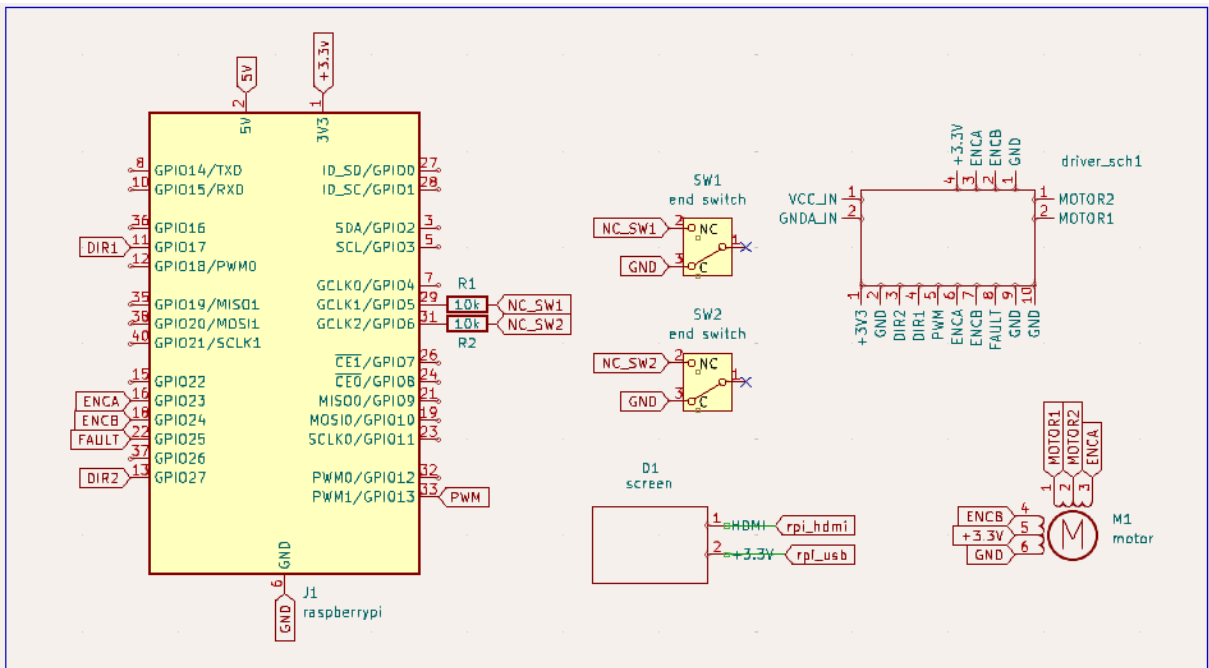 5V
+3.3v
2
1
5V
3V3
8 GPIO14/TXD
10 GPIO15/RXD
36 GPIO16
DIR1 11 GPIO17
12 GPIO18/PWM0
35 GPIO19/MISO1
38 GPIO20/MOSI1
40 GPIO21/SCLK1
15 GPIO22
ENCA 16 GPIO23
ENCB 18 GPIO24
FAULT 22 GPIO25
37 GPIO26
DIR2 13 GPIO27
ID_SD/GPIO0 27
ID_SC/GPIO1 28
SDA/GPIO2 3
SCL/GPIO3 5
GCLK0/GPIO4 7
R1
GCLK1/GPIO5 29 10k NC_SW1
GCLK2/GPIO6 31 10k NC_SW2
R2
CE1/GPIO7 26
CE0/GPIO8 24
MISO0/GPIO9 21
MOSI0/GPIO10 19
SCLK0/GPIO11 23
PWM0/GPIO12 32
PWM1/GPIO13 33 PWM
GND
6
GND
J1
raspberrypi
SW1
end switch
NC_SW1 2 NC
1
GND 3 C
SW2
end switch
NC_SW2 2 NC
1
GND 3 C
D1
screen
1 HDMI rpi_hdmi
2 +3.3V rpi_usb
driver_sch1
+3.3V
ENCA
ENCB
GND
4
3
2
1
VCC_IN 1
GNDA_IN 2
1 MOTOR2
2 MOTOR1
1
2
3
4
5
6
7
8
9
10
+3V3
GND
DIR2
DIR1
PWM
ENCA
ENCB
FAULT
GND
GND
MOTOR1
MOTOR2
ENCA
1
2
3
ENCB 4
+3.3V 5
GND 6
M
M1
motor